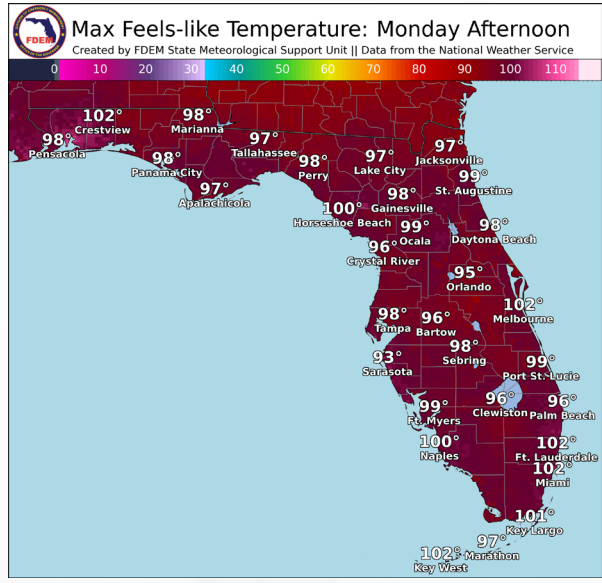 FDEM
Max Feels-like Temperature: Monday Afternoon
Created by FDEM State Meteorological Support Unit || Data from the National Weather Service
0 10 20 30 40 50 60 70 80 90 100 110
102°
Crestview
98°
Marianna
98°
Pensacola
97°
Tallahassee
97°
Jacksonville
98°
Panama City
98°
Perry
97°
Lake City
99°
St. Augustine
97°
Apalachicola
98°
Gainesville
100°
Horseshoe Beach
99°
Ocala
98°
Daytona Beach
96°
Crystal River
95°
Orlando
102°
Melbourne
98°
Tampa
96°
Bartow
98°
Sebring
93°
Sarasota
99°
Port St. Lucie
96°
Clewiston
96°
Palm Beach
99°
Ft. Myers
100°
Naples
102°
Ft. Lauderdale
102°
Miami
101°
Key Largo
97°
Marathon
102°
Key West